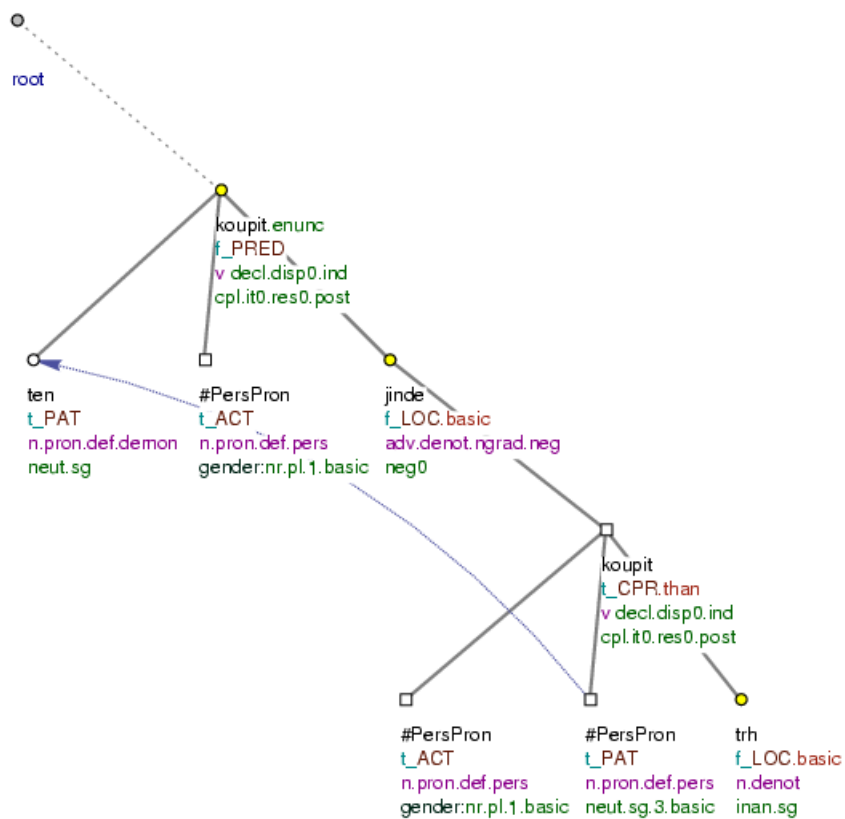 root
koupit.enunc
f_PRED
v decl.disp0.ind
cpl.it0.res0.post
ten
t_PAT
n.pron.def.demon
neut.sg
#PersPron
t_ACT
n.pron.def.pers
gender:nr.pl.1.basic
jinde
f_LOC.basic
adv.denot.ngrad.neg
neg0
koupit
t_CPR.than
v decl.disp0.ind
cpl.it0.res0.post
#PersPron
t_ACT
n.pron.def.pers
gender:nr.pl.1.basic
#PersPron
t_PAT
n.pron.def.pers
neut.sg.3.basic
trh
f_LOC.basic
n.denot
inan.sg